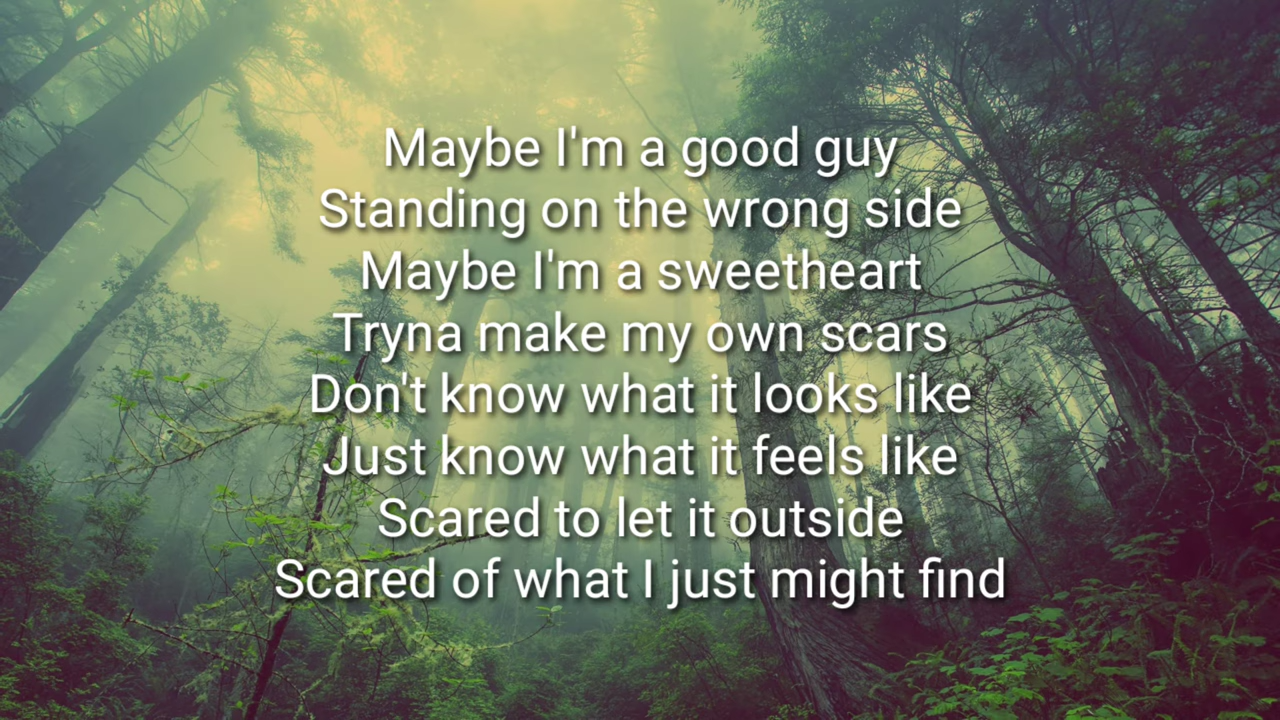 Maybe I'm a good guy
Standing on the wrong side
Maybe I'm a sweetheart
Tryna make my own scars
Don't know what it looks like
Just know what it feels like
Scared to let it outside
Scared of what I just might find